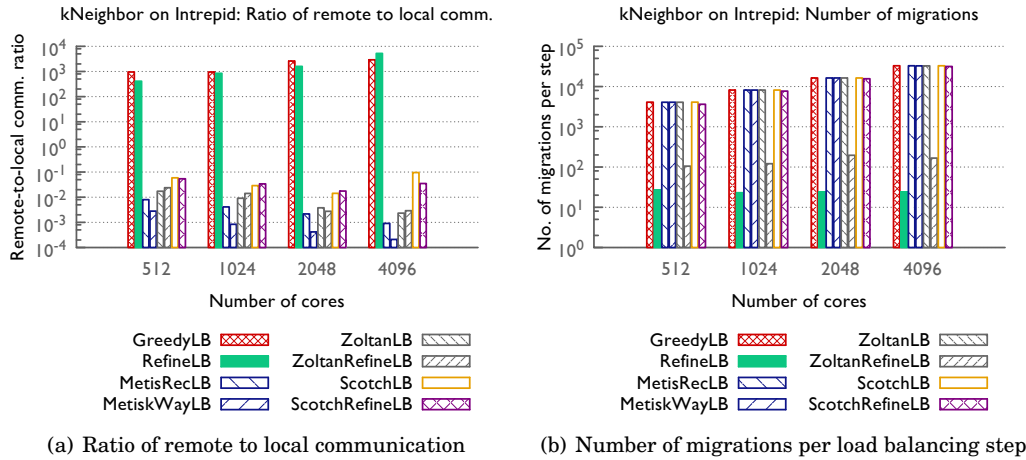 kNeighbor on Intrepid: Ratio of remote to local comm.
Remote-to-local comm. ratio
10^4
10^3
10^2
10^1
10^0
10^-1
10^-2
10^-3
10^-4
512 1024 2048 4096
Number of cores
GreedyLB ZoltanLB
RefineLB ZoltanRefineLB
MetisRecLB ScotchLB
MetiskWayLB ScotchRefineLB
(a) Ratio of remote to local communication
kNeighbor on Intrepid: Number of migrations
No. of migrations per step
10^5
10^4
10^3
10^2
10^1
10^0
512 1024 2048 4096
Number of cores
GreedyLB ZoltanLB
RefineLB ZoltanRefineLB
MetisRecLB ScotchLB
MetiskWayLB ScotchRefineLB
(b) Number of migrations per load balancing step